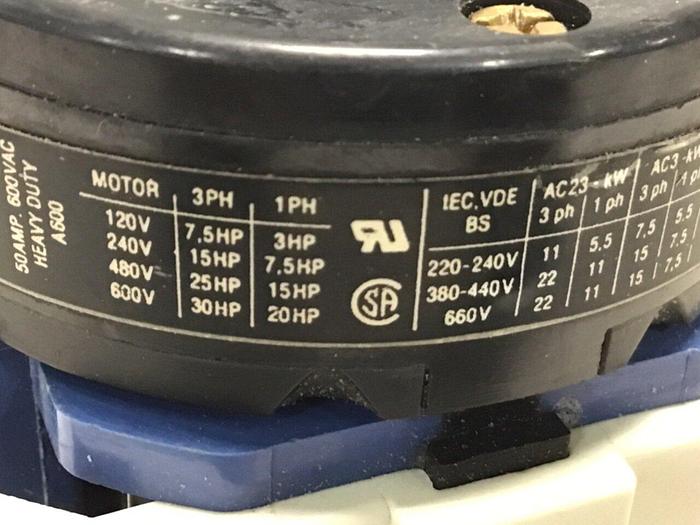 50AMP. 600VAC
HEAVY DUTY
A600
MOTOR 3PH 1PH
120V 7,5HP 3HP
240V 15HP 7,5HP
480V 25HP 15HP
600V 30HP 20HP
SA
IEC,VDE BS AC23-kW AC3-kW
3 ph 1 ph 3 ph 1 ph
220-240V 11 5.5 7,5 5.5
380-440V 22 11 15 7,5
660V 22 11 15 7,5